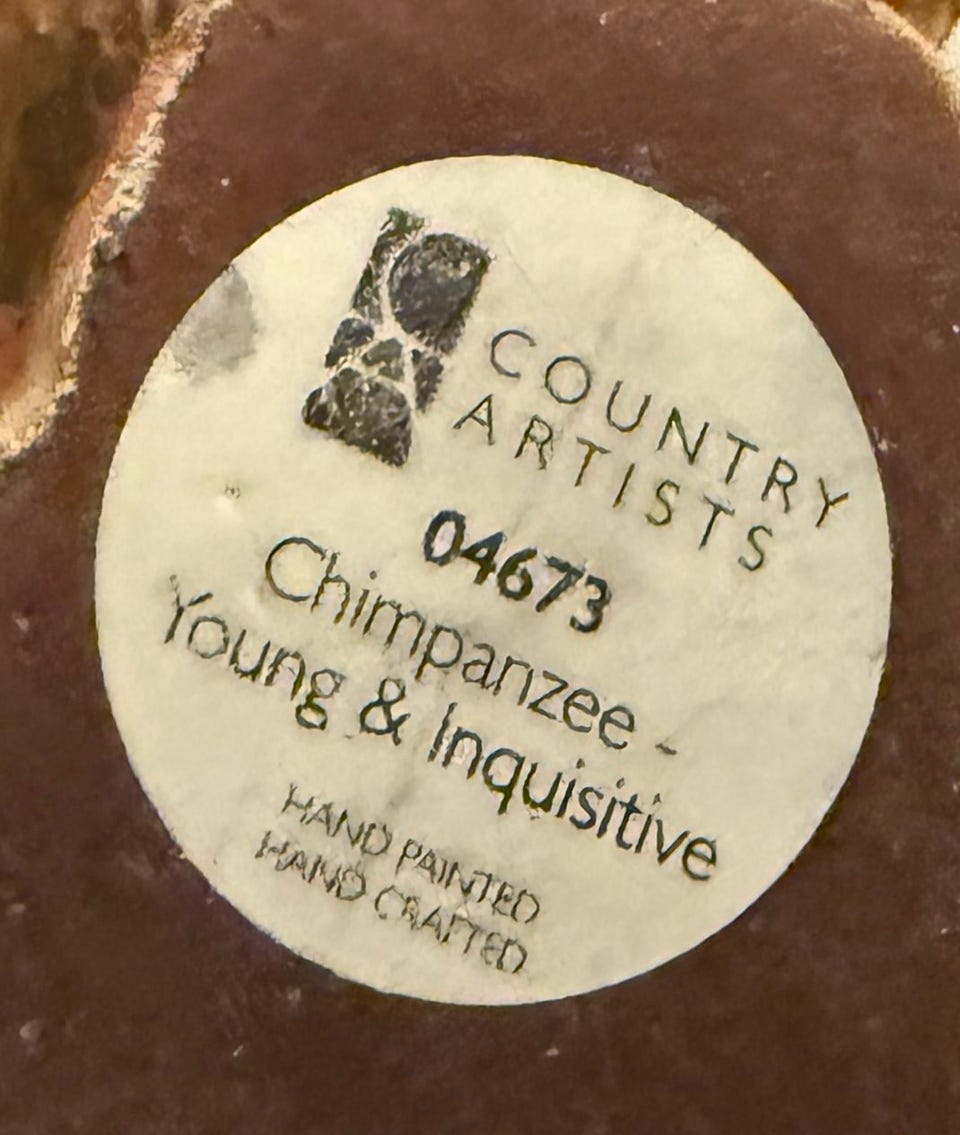 COUNTRY
ARTISTS
04673
Chimpanzee -
Young & Inquisitive
HAND PAINTED
HAND CRAFTED